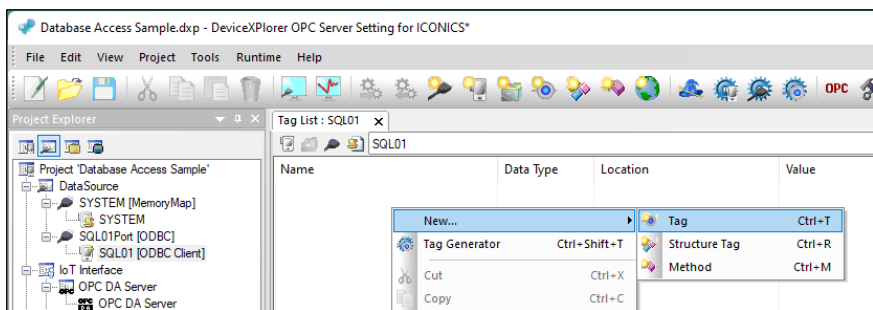 Database Access Sample.dxp - DeviceXPlorer OPC Server Setting for ICONICS*
File Edit View Project Tools Runtime Help
OPC
Project Explorer
Tag List : SQL01 x
SQL01
Project 'Database Access Sample'
Name Data Type Location Value
DataSource
SYSTEM [MemoryMap]
SYSTEM
SQL01Port [ODBC]
SQL01 [ODBC Client]
IoT Interface
OPC DA Server
OPC DA Server
New...
Tag Generator Ctrl+Shift+T
Cut Ctrl+X
Copy Ctrl+C
Tag Ctrl+T
Structure Tag Ctrl+R
Method Ctrl+M